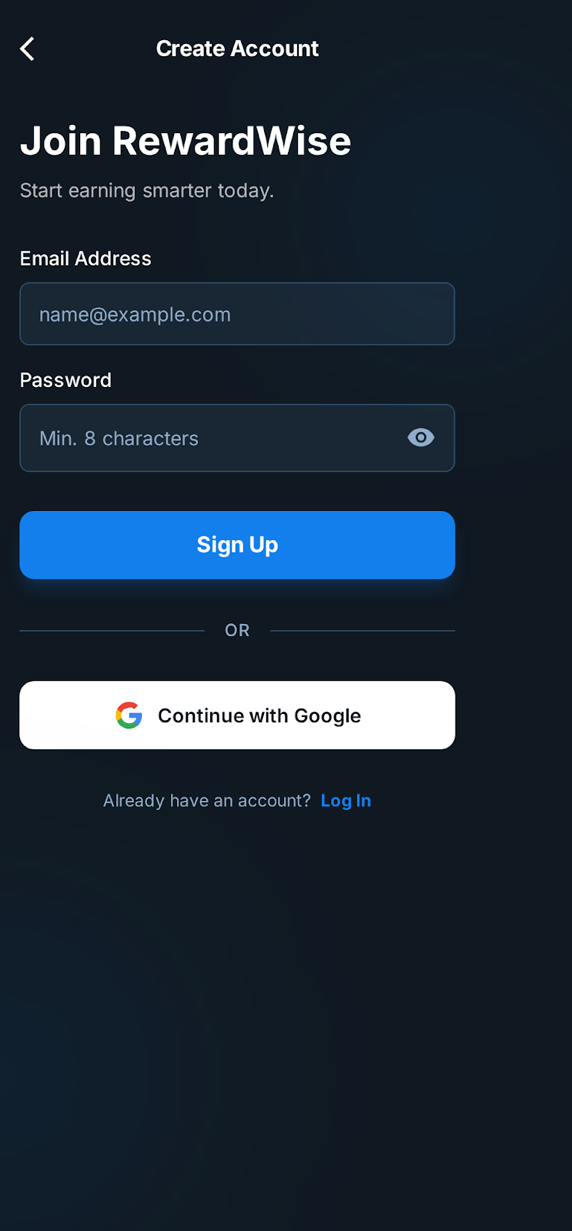 Create Account
Join RewardWise
Start earning smarter today.
Email Address
name@example.com
Password
Min. 8 characters
Sign Up
OR
Continue with Google
Already have an account? Log In